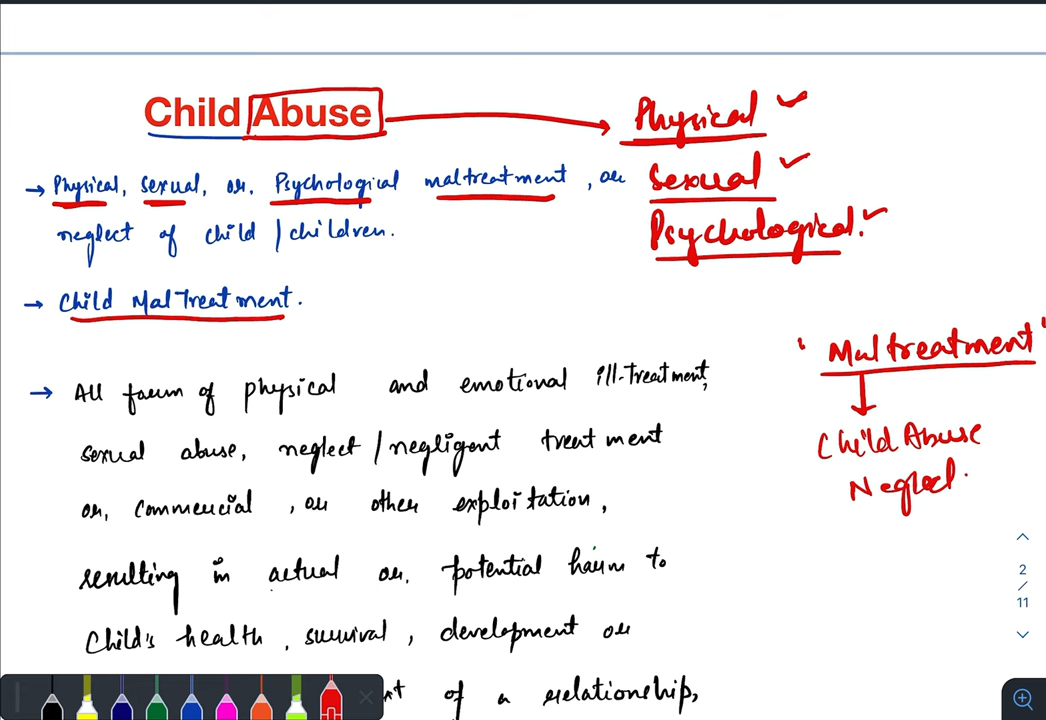 Child Abuse
Physical
Sexual
Psychological.
→ Physical, sexual, or, Psychological maltreatment, or
neglect of child / children.
→ Child MalTreatment.
"Maltreatment"
Child Abuse
Neglect.
→ All form of physical and emotional ill-Treatment,
sexual abuse, neglect / negligent treatment
or, commercial, or other exploitation,
resulting in actual or. potential harm to
Child's health, survival, development or
of a relationship,
2
/
11